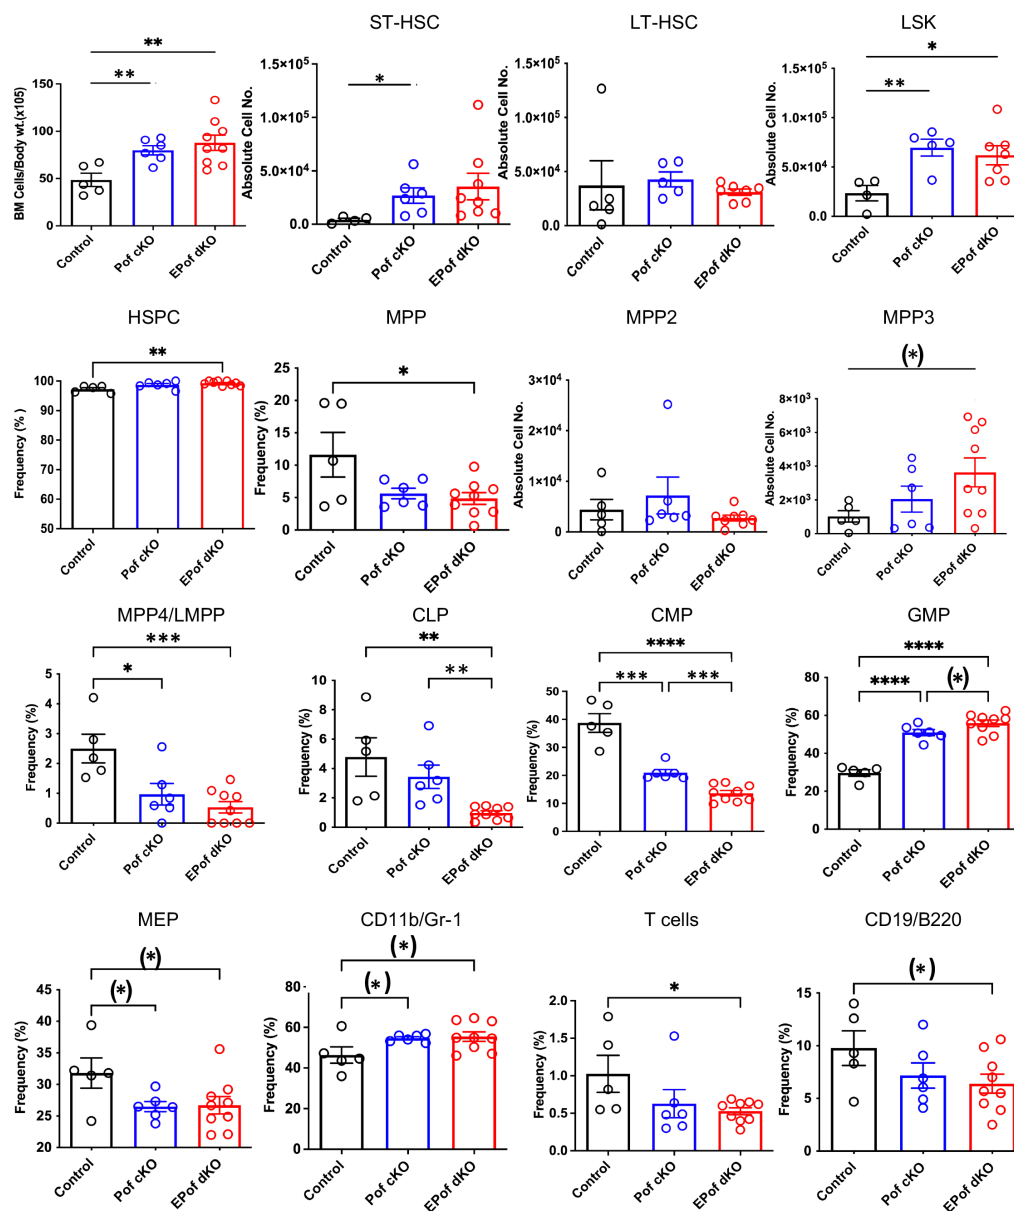 ST-HSC
LT-HSC
LSK
BM Cells/Body wt.(x105)
150
100
50
0
**
**
Control
Pof cKO
EPof dKO
Absolute Cell No.
1.5×10⁵
1.0×10⁵
5.0×10⁴
0.0
*
Control
Pof cKO
EPof dKO
Absolute Cell No.
1.5×10⁵
1.0×10⁵
5.0×10⁴
0.0
Control
Pof cKO
EPof dKO
Absolute Cell No.
1.5×10⁵
1.0×10⁵
5.0×10⁴
0.0
*
**
Control
Pof cKO
EPof dKO
HSPC
MPP
MPP2
MPP3
Frequency (%)
100
90
80
70
60
50
**
Control
Pof cKO
EPof dKO
Frequency (%)
25
20
15
10
5
0
*
Control
Pof cKO
EPof dKO
Absolute Cell No.
3×10⁴
2×10⁴
1×10⁴
0
Control
Pof cKO
EPof dKO
Absolute Cell No.
8×10³
6×10³
4×10³
2×10³
0
(*)
Control
Pof cKO
EPof dKO
MPP4/LMPP
CLP
CMP
GMP
Frequency (%)
5
4
3
2
1
0
***
*
Control
Pof cKO
EPof dKO
Frequency (%)
10
8
6
4
2
0
**
**
Control
Pof cKO
EPof dKO
Frequency (%)
50
40
30
20
10
0
****
***
***
Control
Pof cKO
EPof dKO
Frequency (%)
80
60
40
20
0
****
****
(*)
Control
Pof cKO
EPof dKO
MEP
CD11b/Gr-1
T cells
CD19/B220
Frequency (%)
45
40
35
30
25
20
(*)
(*)
Control
Pof cKO
EPof dKO
Frequency (%)
80
60
40
20
0
(*)
(*)
Control
Pof cKO
EPof dKO
Frequency (%)
2.0
1.5
1.0
0.5
0.0
*
Control
Pof cKO
EPof dKO
Frequency (%)
15
10
5
0
(*)
Control
Pof cKO
EPof dKO